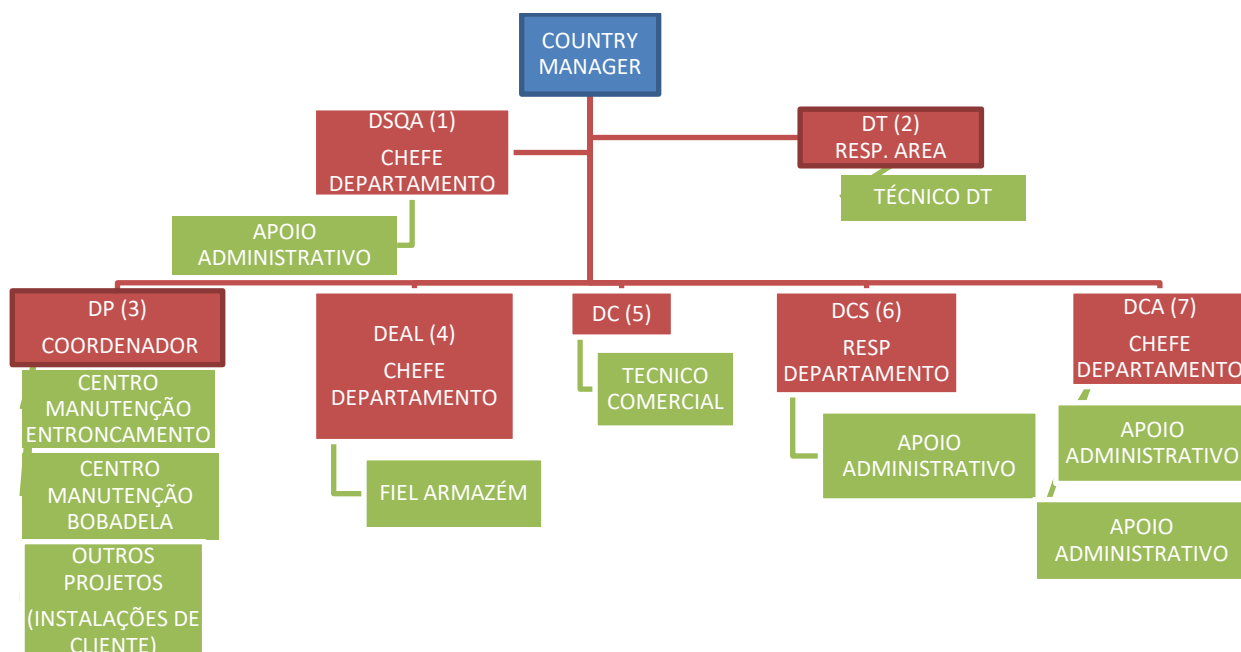 COUNTRY
MANAGER
DSQA (1)
CHEFE
DEPARTAMENTO
DT (2)
RESP. AREA
TÉCNICO DT
APOIO
ADMINISTRATIVO
DP (3)
COORDENADOR
CENTRO
MANUTENÇÃO
ENTRONCAMENTO
CENTRO
MANUTENÇÃO
BOBADELA
OUTROS
PROJETOS
(INSTALAÇÕES DE
CLIENTE)
DEAL (4)
CHEFE
DEPARTAMENTO
FIEL ARMAZÉM
DC (5)
TECNICO
COMERCIAL
DCS (6)
RESP
DEPARTAMENTO
APOIO
ADMINISTRATIVO
DCA (7)
CHEFE
DEPARTAMENTO
APOIO
ADMINISTRATIVO
APOIO
ADMINISTRATIVO